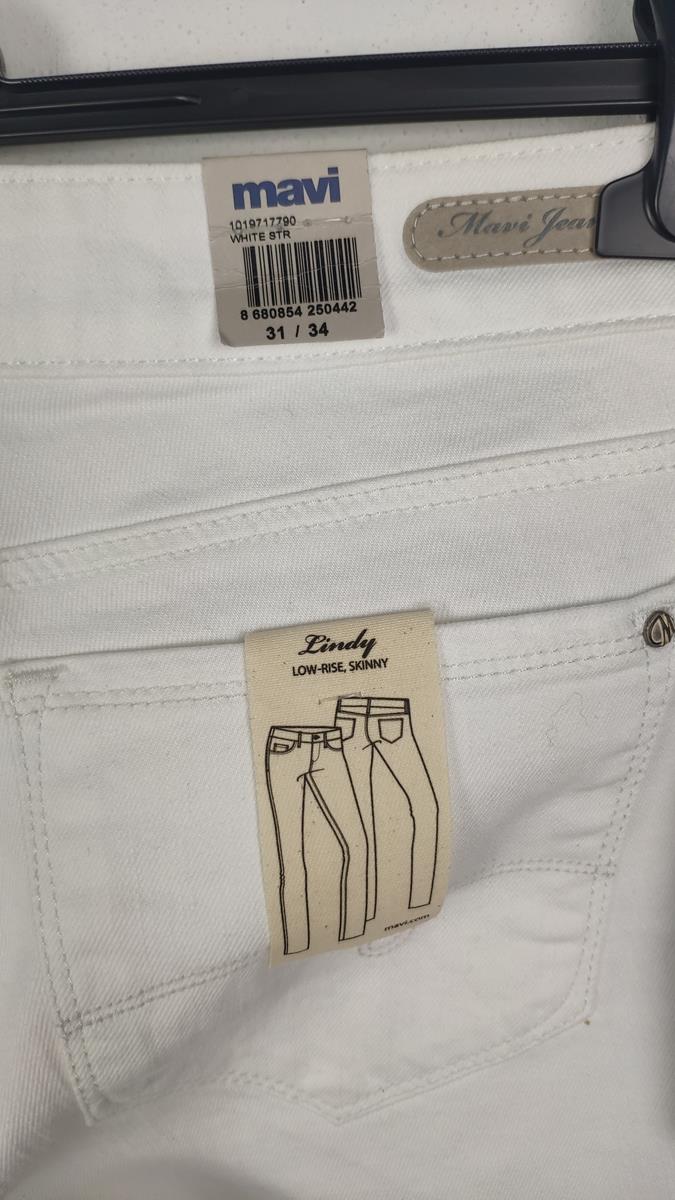 mavi
1019717790
WHITE STR
8 680854 250442
31 / 34
Mavi Jean
Lindy
LOW-RISE, SKINNY
mavi.com